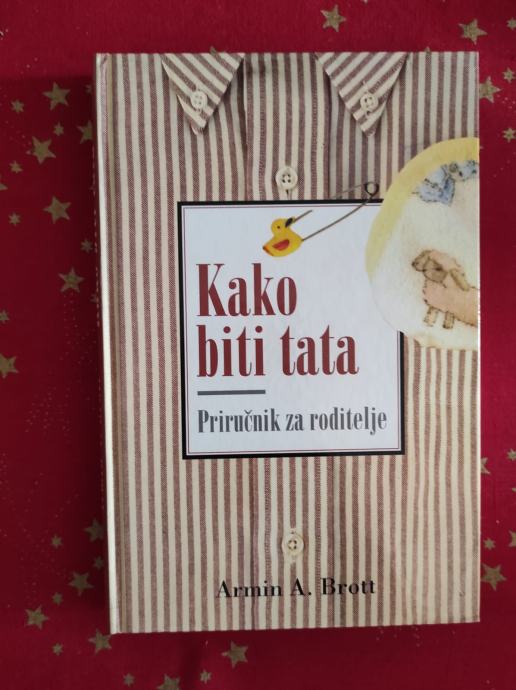 Kako
biti tata
Priručnik za roditelje
Armin A. Brott